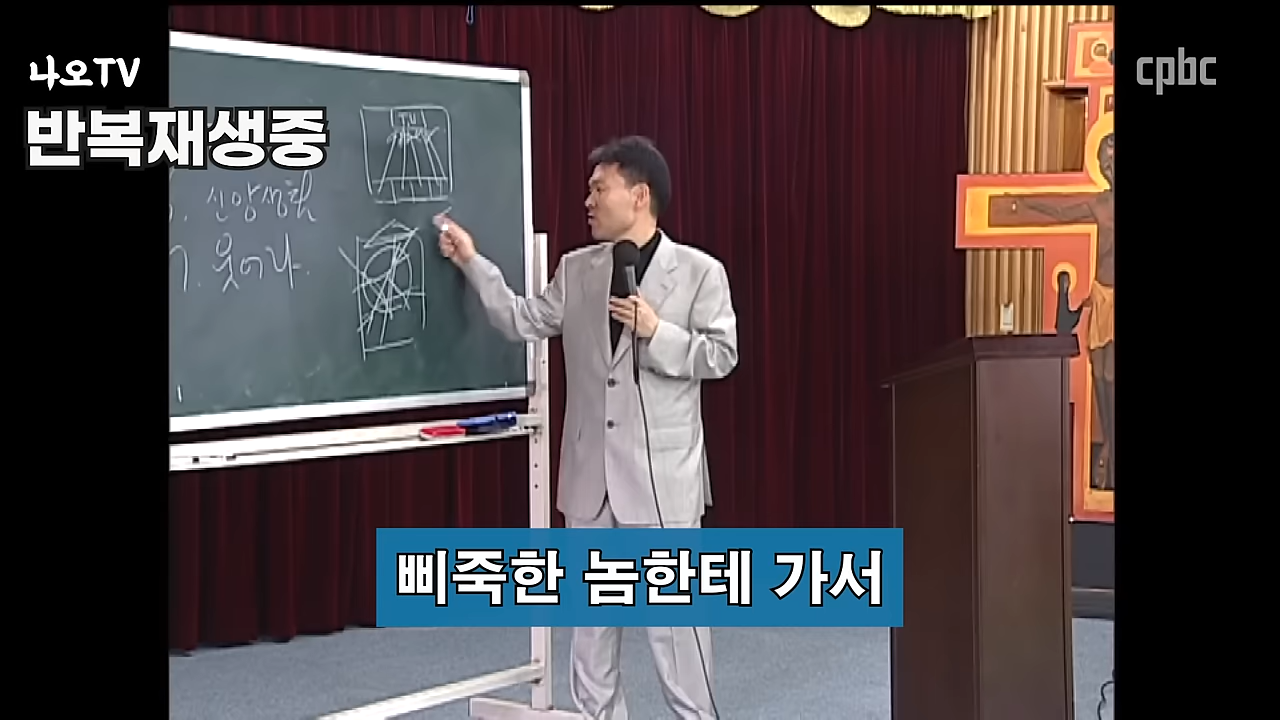 나오TV
cpbc
반복재생중
신앙생활
7. 웃어라.
삐죽한 놈한테 가서